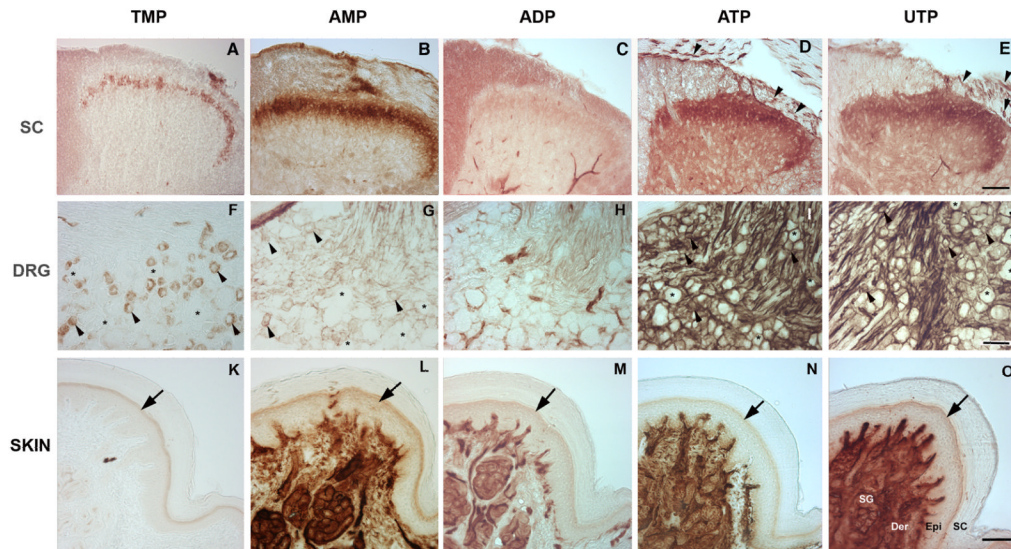 TMP AMP ADP ATP UTP
SC A B C D E
DRG F G H I
SKIN K L M N O
SG
Der Epi SC